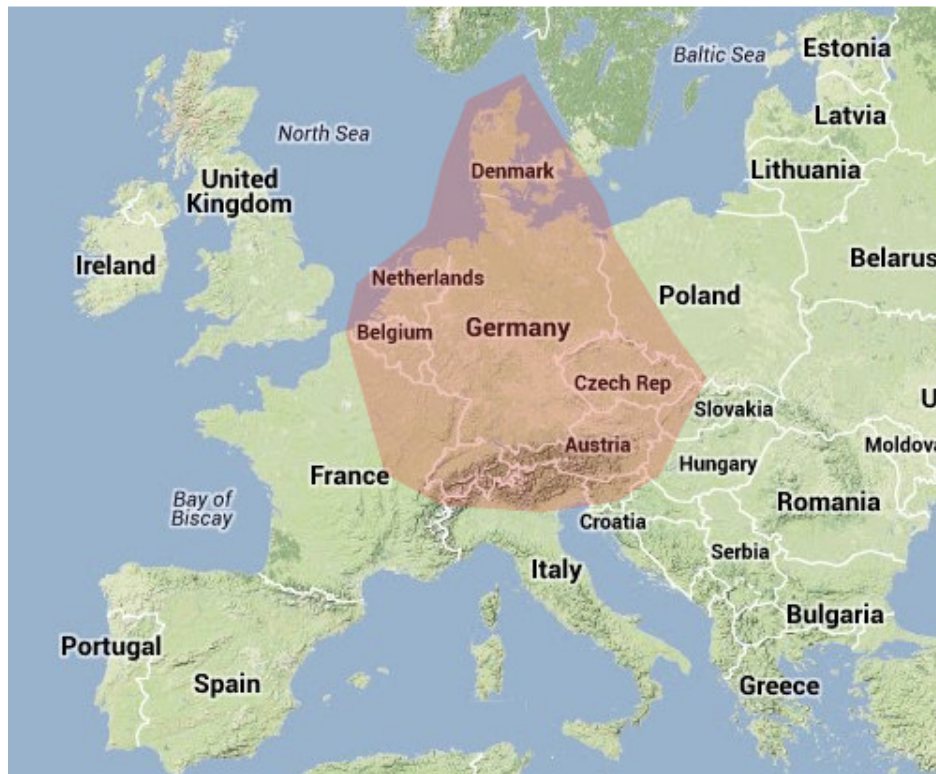 Baltic Sea
Estonia
Latvia
North Sea
Denmark
Lithuania
United
Kingdom
Ireland
Belarus
Netherlands
Poland
Belgium
Germany
Czech Rep
Slovakia
U
Austria
Moldova
France
Hungary
Bay of
Biscay
Romania
Croatia
Serbia
Italy
Bulgaria
Portugal
Spain
Greece